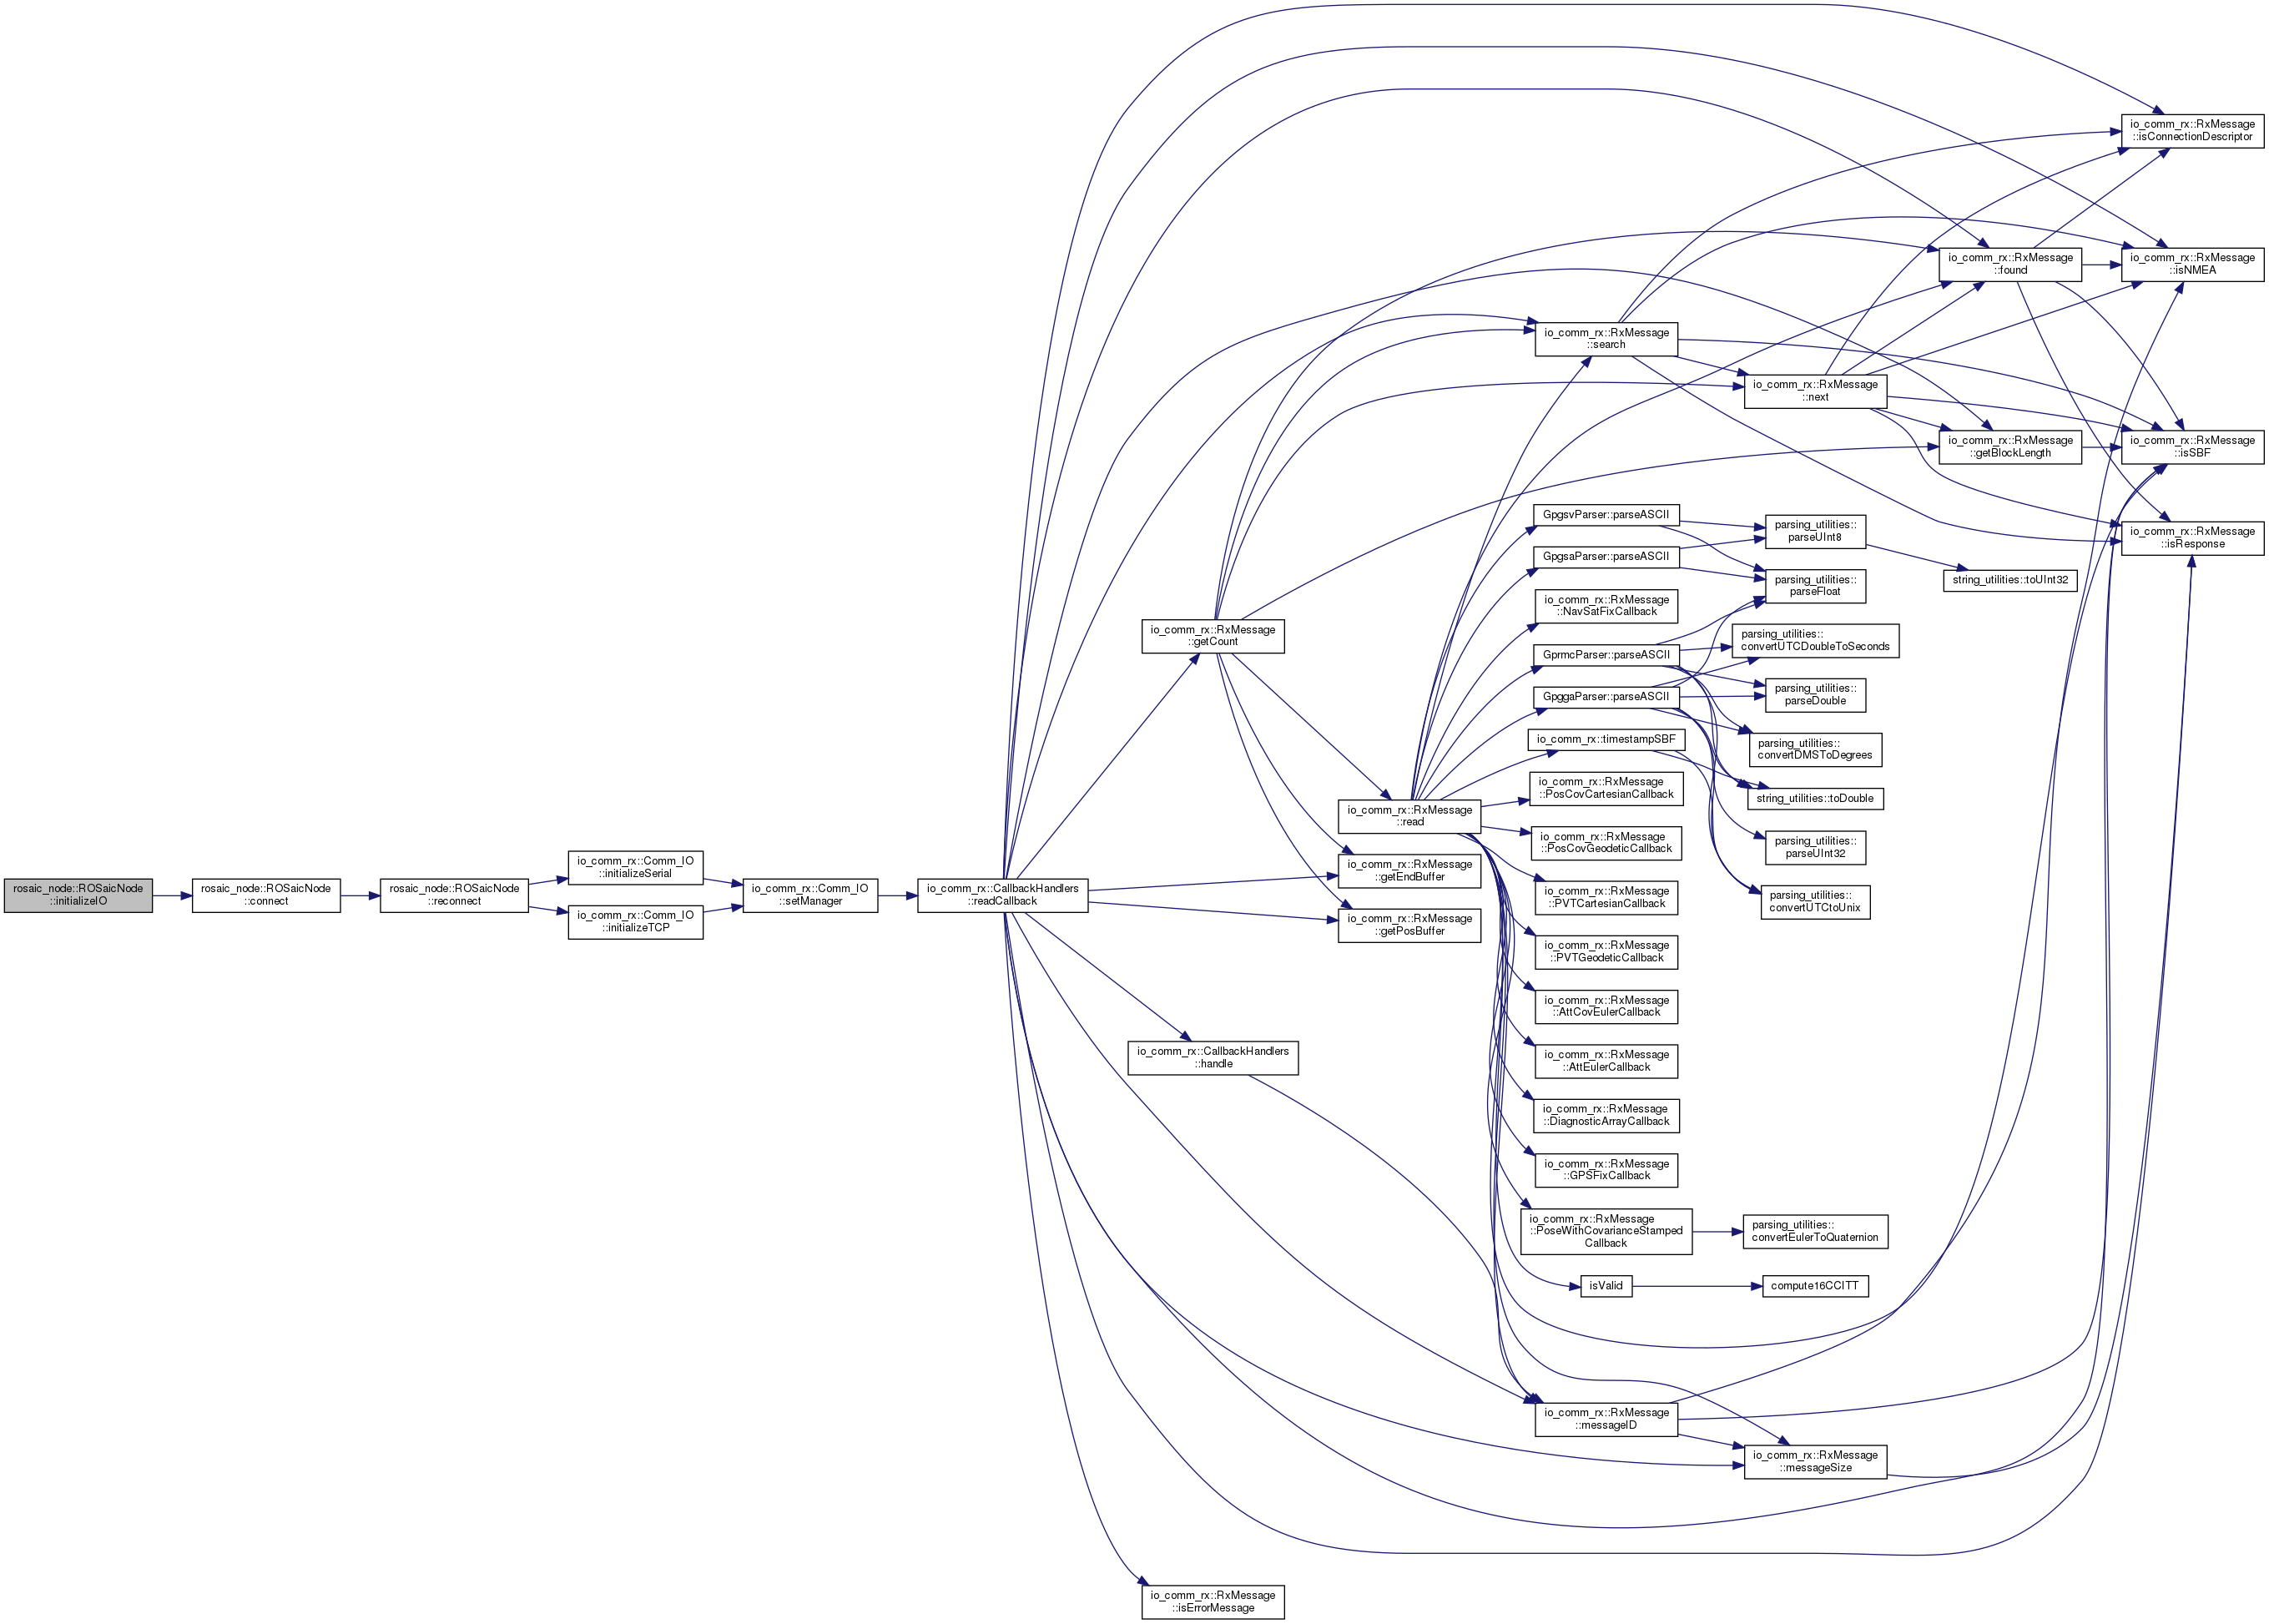 rosaic_node::ROSaicNode
::initializeIO
rosaic_node::ROSaicNode
::connect
rosaic_node::ROSaicNode
::reconnect
io_comm_rx::Comm_IO
::initializeSerial
io_comm_rx::Comm_IO
::initializeTCP
io_comm_rx::Comm_IO
::setManager
io_comm_rx::CallbackHandlers
::readCallback
io_comm_rx::RxMessage
::getCount
io_comm_rx::CallbackHandlers
::handle
io_comm_rx::RxMessage
::isErrorMessage
io_comm_rx::RxMessage
::read
io_comm_rx::RxMessage
::getEndBuffer
io_comm_rx::RxMessage
::getPosBuffer
io_comm_rx::RxMessage
::search
GpgsvParser::parseASCII
GpgsaParser::parseASCII
io_comm_rx::RxMessage
::NavSatFixCallback
GprmcParser::parseASCII
GpggaParser::parseASCII
io_comm_rx::timestampSBF
io_comm_rx::RxMessage
::PosCovCartesianCallback
io_comm_rx::RxMessage
::PosCovGeodeticCallback
io_comm_rx::RxMessage
::PVTCartesianCallback
io_comm_rx::RxMessage
::PVTGeodeticCallback
io_comm_rx::RxMessage
::AttCovEulerCallback
io_comm_rx::RxMessage
::AttEulerCallback
io_comm_rx::RxMessage
::DiagnosticArrayCallback
io_comm_rx::RxMessage
::GPSFixCallback
io_comm_rx::RxMessage
::PoseWithCovarianceStamped
Callback
isValid
io_comm_rx::RxMessage
::messageID
io_comm_rx::RxMessage
::next
parsing_utilities::
parseUInt8
parsing_utilities::
parseFloat
parsing_utilities::
convertUTCDoubleToSeconds
parsing_utilities::
parseDouble
parsing_utilities::
convertDMSToDegrees
string_utilities::toDouble
parsing_utilities::
parseUInt32
parsing_utilities::
convertUTCtoUnix
parsing_utilities::
convertEulerToQuaternion
compute16CCITT
io_comm_rx::RxMessage
::messageSize
io_comm_rx::RxMessage
::found
io_comm_rx::RxMessage
::getBlockLength
string_utilities::toUInt32
io_comm_rx::RxMessage
::isConnectionDescriptor
io_comm_rx::RxMessage
::isNMEA
io_comm_rx::RxMessage
::isSBF
io_comm_rx::RxMessage
::isResponse